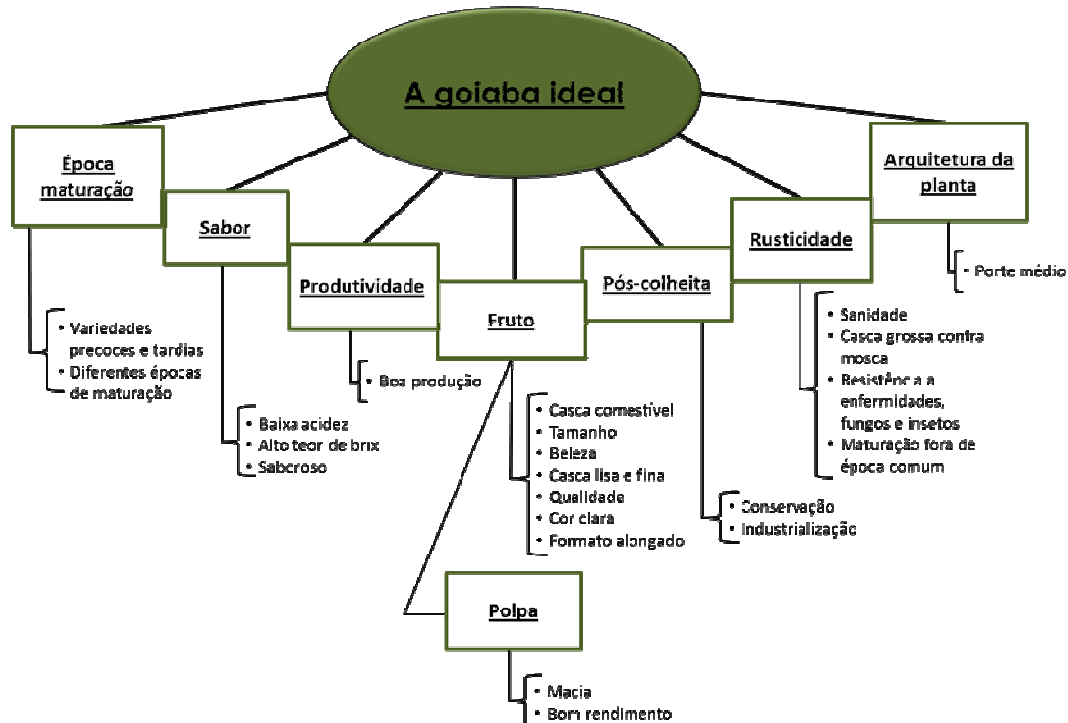 A goiaba ideal
Época
maturação
• Variedades
precoces e tardias
• Diferentes épocas
de maturação
Sabor
• Baixa acidez
• Alto teor de brix
• Saboroso
Produtividade
• Boa produção
Fruto
• Casca comestível
• Tamanho
• Beleza
• Casca lisa e fina
• Qualidade
• Cor clara
• Formato alongado
Polpa
• Macia
• Bom rendimento
Pós-colheita
• Conservação
• Industrialização
Rusticidade
• Sanidade
• Casca grossa contra
mosca
• Resistência a
enfermidades,
fungos e insetos
• Maturação fora de
época comum
Arquitetura da
planta
• Porte médio